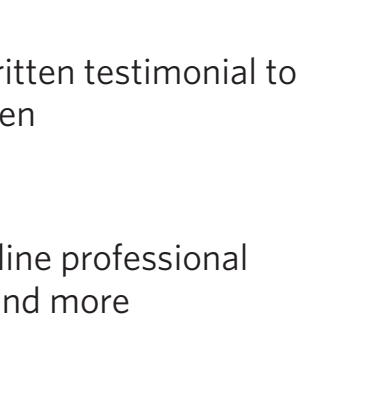 ritten testimonial to
en
line professional
nd more